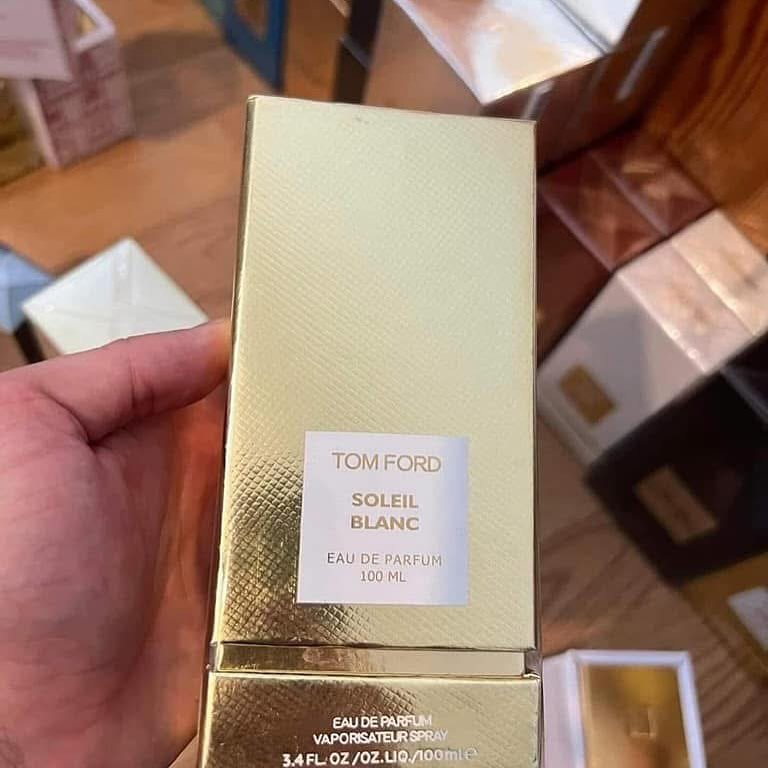 TOM FORD
SOLEIL
BLANC
EAU DE PARFUM
100 ML
EAU DE PARFUM
VAPORISATEUR SPRAY
3.4 FL. OZ /OZ.LIQ./100ml℮